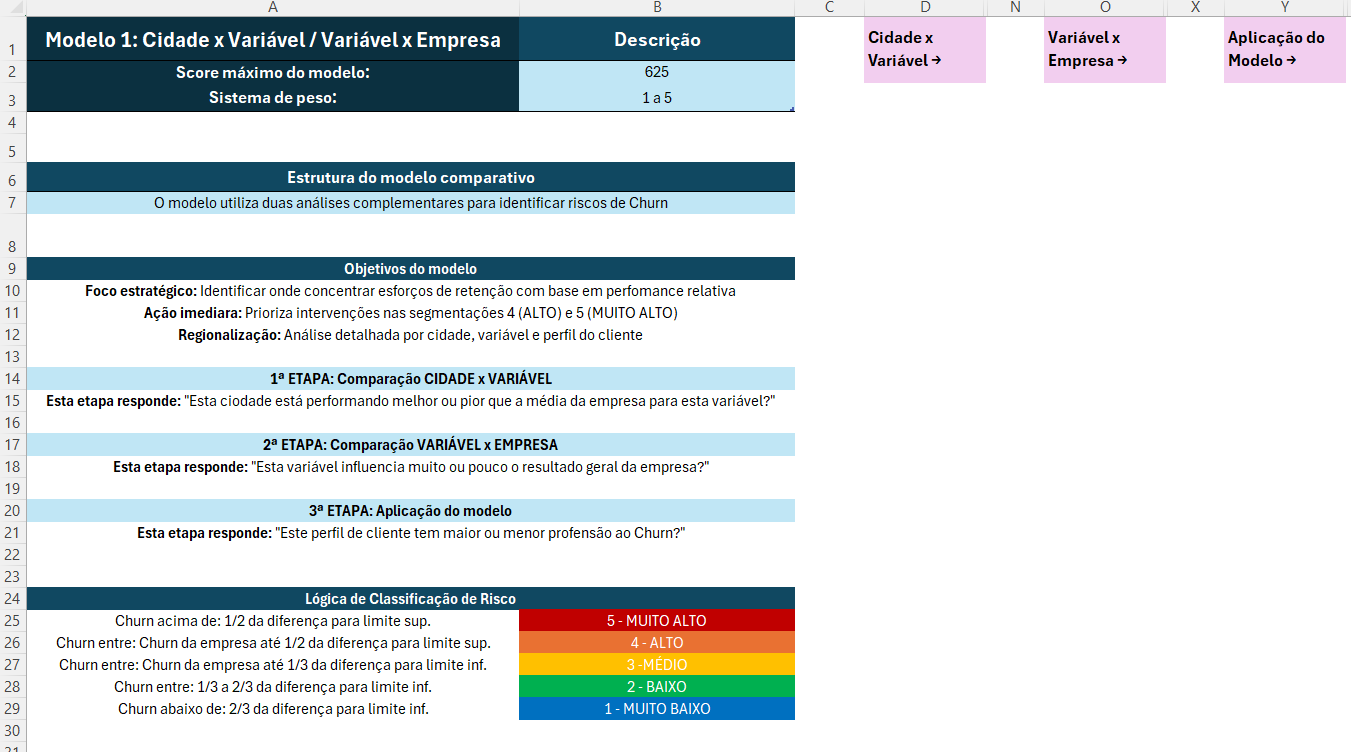 A B C D N O X Y
1 Modelo 1: Cidade x Variável / Variável x Empresa Descrição Cidade x Variável → Variável x Empresa → Aplicação do Modelo →
2 Score máximo do modelo: 625
3 Sistema de peso: 1 a 5
4
5
6 Estrutura do modelo comparativo
7 O modelo utiliza duas análises complementares para identificar riscos de Churn
8
9 Objetivos do modelo
10 Foco estratégico: Identificar onde concentrar esforços de retenção com base em perfomance relativa
11 Ação imediara: Prioriza intervenções nas segmentações 4 (ALTO) e 5 (MUITO ALTO)
12 Regionalização: Análise detalhada por cidade, variável e perfil do cliente
13
14 1ª ETAPA: Comparação CIDADE x VARIÁVEL
15 Esta etapa responde: "Esta ciodade está performando melhor ou pior que a média da empresa para esta variável?"
16
17 2ª ETAPA: Comparação VARIÁVEL x EMPRESA
18 Esta etapa responde: "Esta variável influencia muito ou pouco o resultado geral da empresa?"
19
20 3ª ETAPA: Aplicação do modelo
21 Esta etapa responde: "Este perfil de cliente tem maior ou menor profensão ao Churn?"
22
23
24 Lógica de Classificação de Risco
25 Churn acima de: 1/2 da diferença para limite sup. 5 - MUITO ALTO
26 Churn entre: Churn da empresa até 1/2 da diferença para limite sup. 4 - ALTO
27 Churn entre: Churn da empresa até 1/3 da diferença para limite inf. 3 -MÉDIO
28 Churn entre: 1/3 a 2/3 da diferença para limite inf. 2 - BAIXO
29 Churn abaixo de: 2/3 da diferença para limite inf. 1 - MUITO BAIXO
30